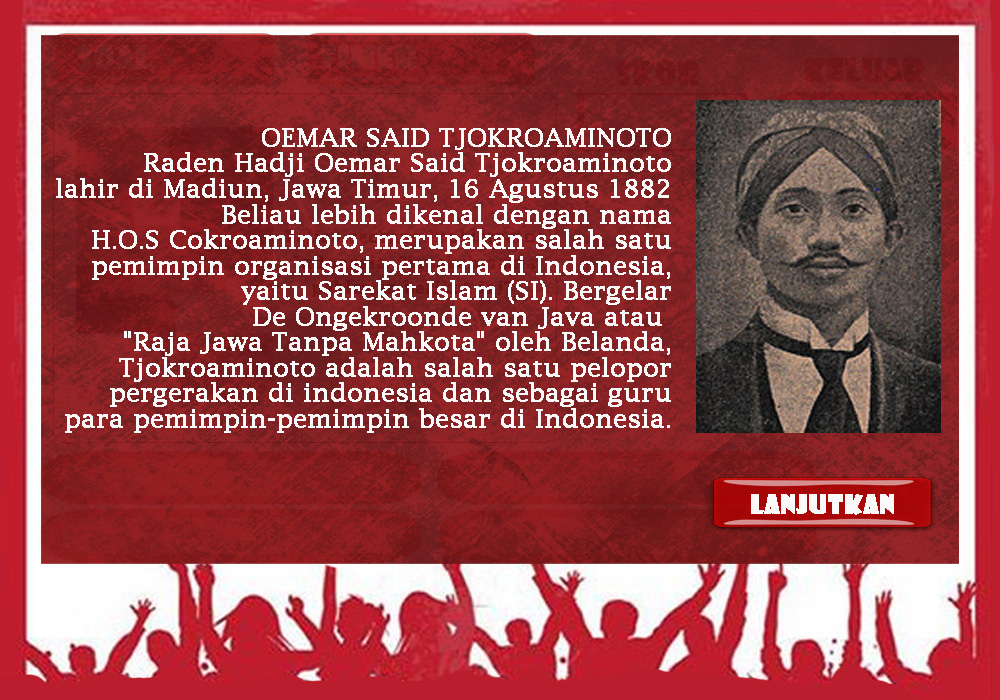 OEMAR SAID TJOKROAMINOTO
Raden Hadji Oemar Said Tjokroaminoto
lahir di Madiun, Jawa Timur, 16 Agustus 1882
Beliau lebih dikenal dengan nama
H.O.S Cokroaminoto, merupakan salah satu
pemimpin organisasi pertama di Indonesia,
yaitu Sarekat Islam (SI). Bergelar
De Ongekroonde van Java atau
"Raja Jawa Tanpa Mahkota" oleh Belanda,
Tjokroaminoto adalah salah satu pelopor
pergerakan di indonesia dan sebagai guru
para pemimpin-pemimpin besar di Indonesia.
LANJUTKAN